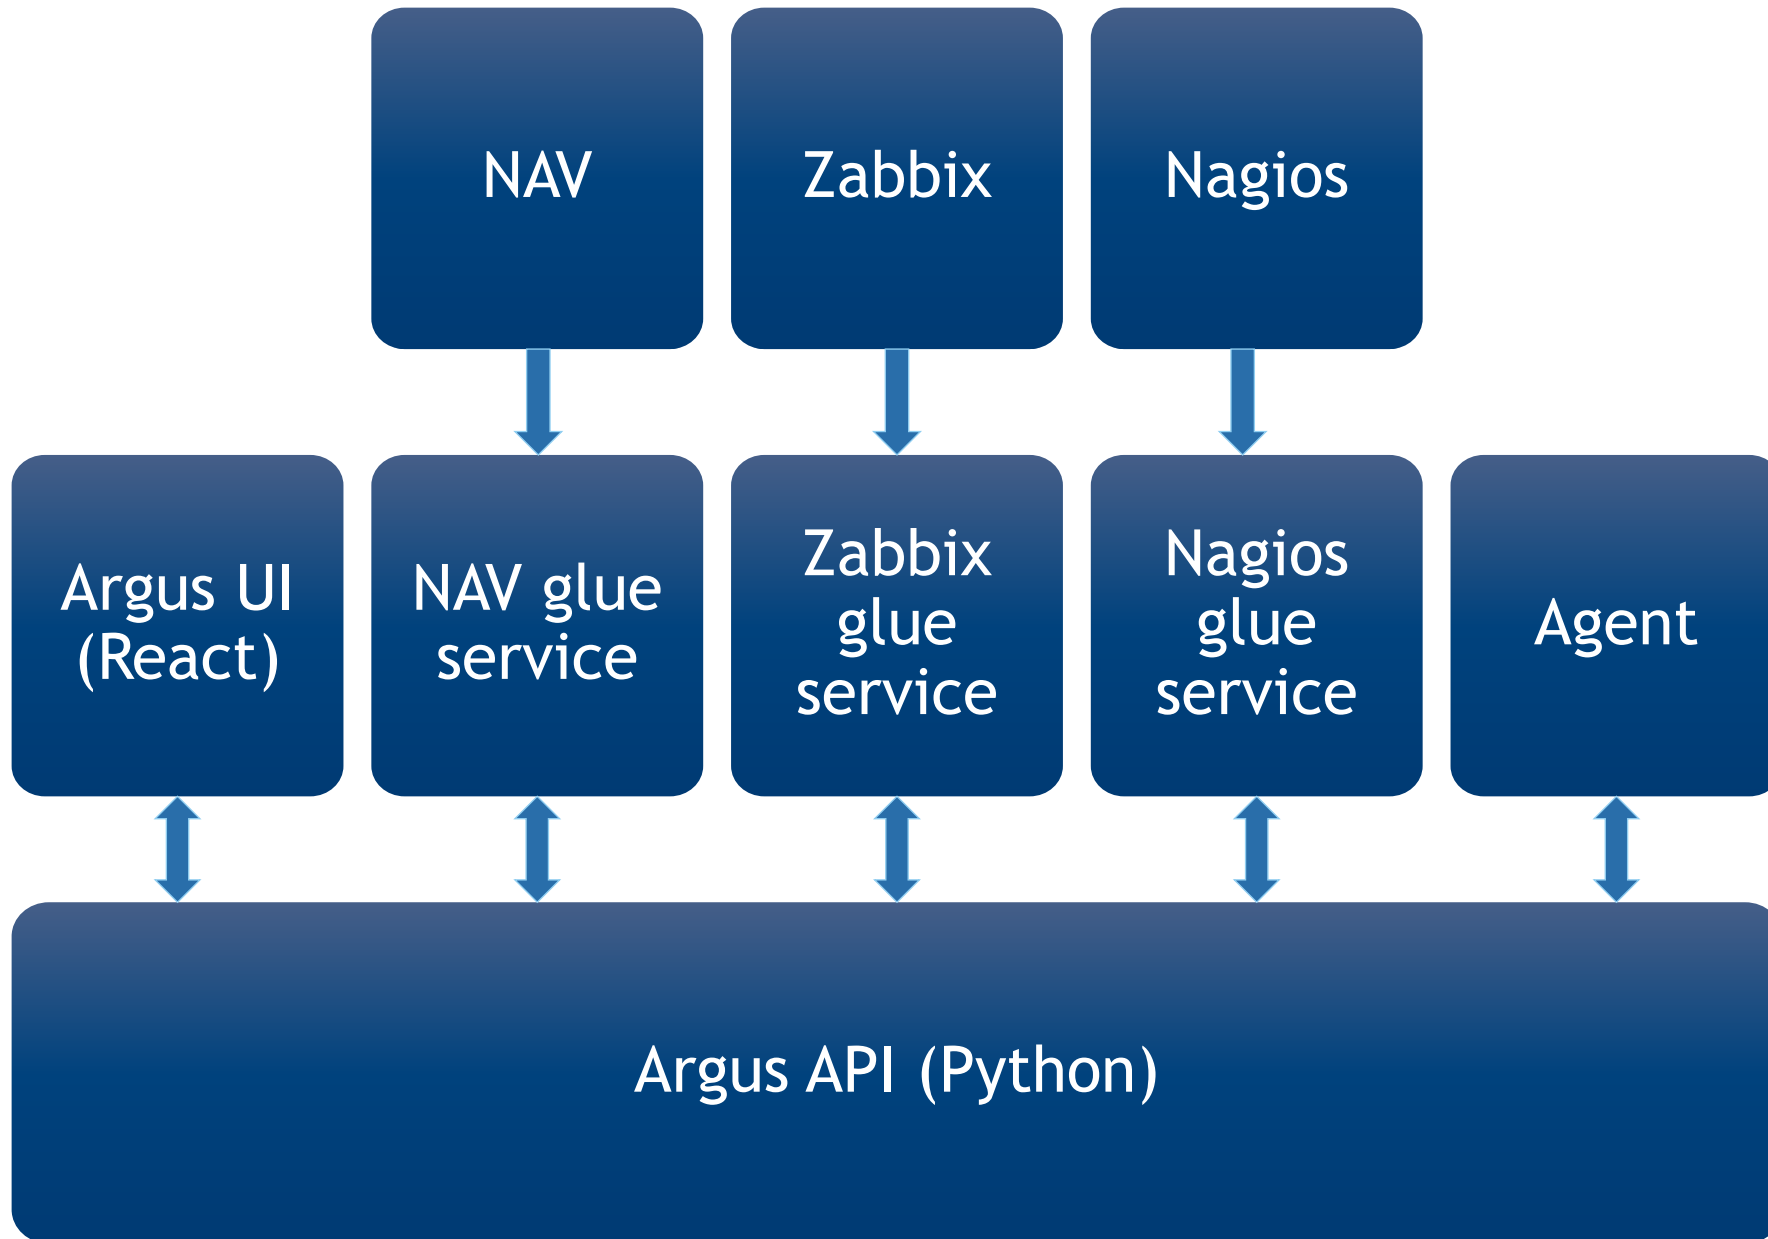 NAV
Zabbix
Nagios
Argus UI
(React)
NAV glue
service
Zabbix
glue
service
Nagios
glue
service
Agent
Argus API (Python)